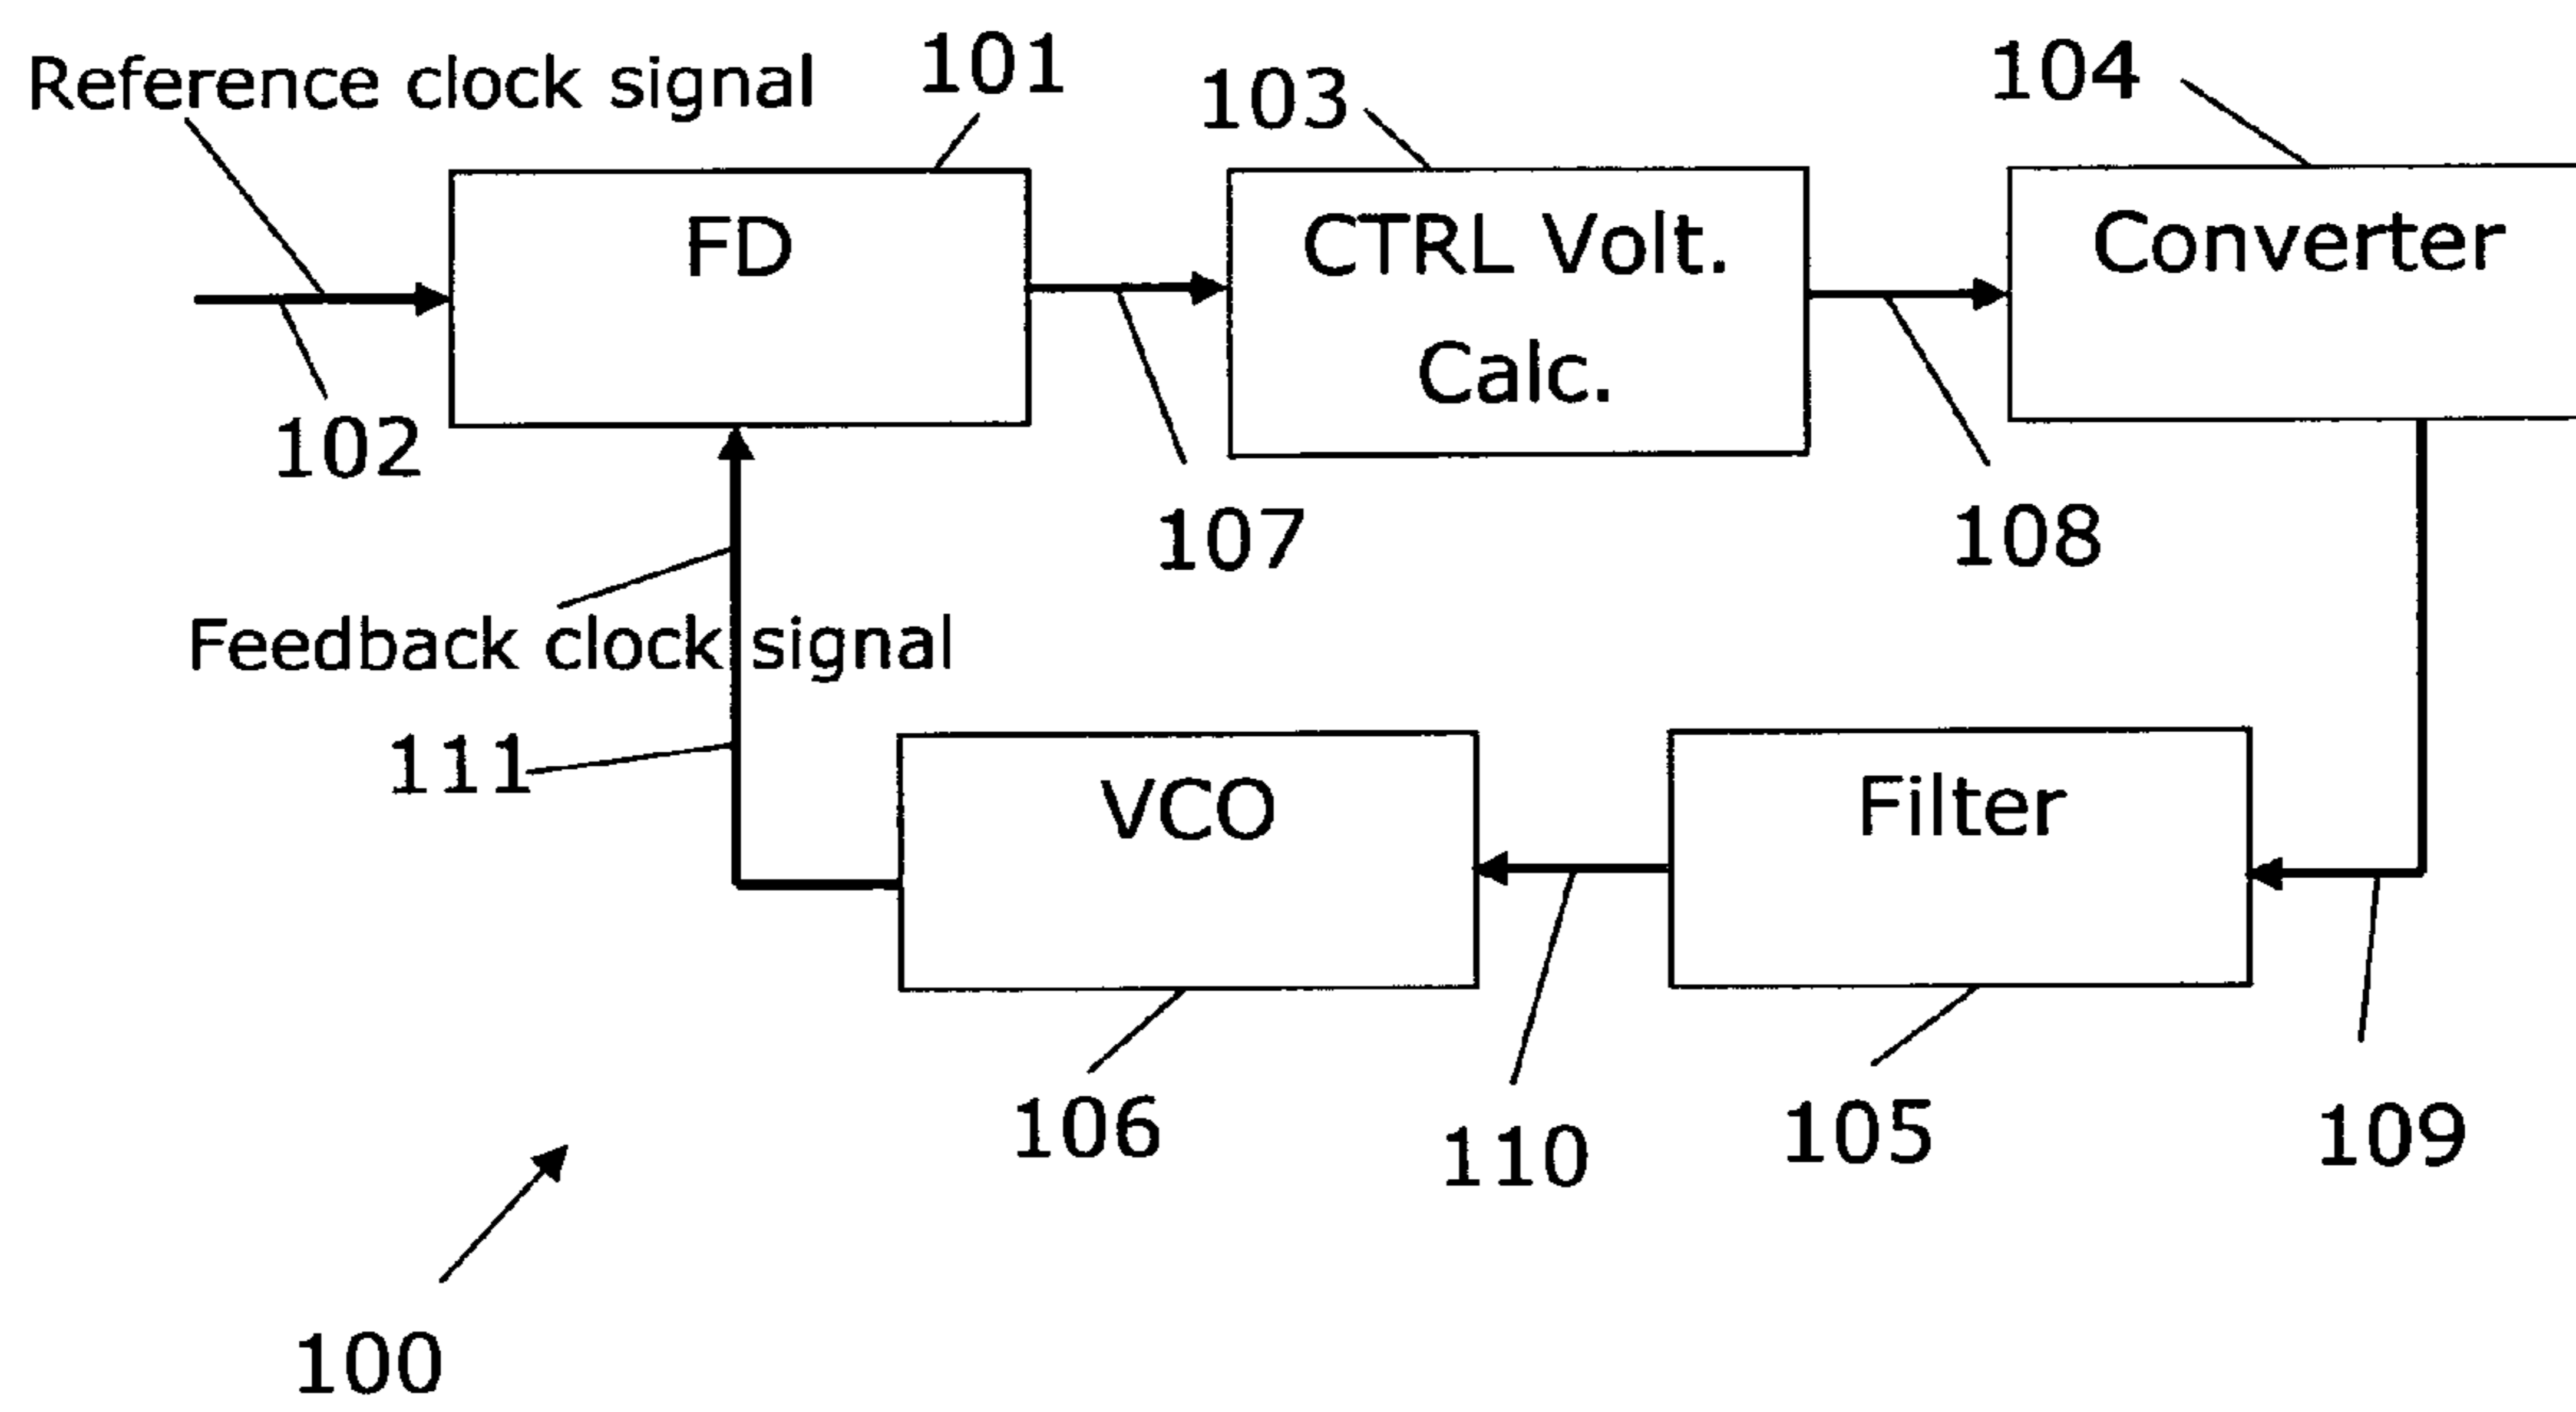 Reference clock signal
101
103
104
FD
CTRL Volt.
Calc.
Converter
102
107
108
Feedback clock signal
111
VCO
Filter
106
110
105
109
100